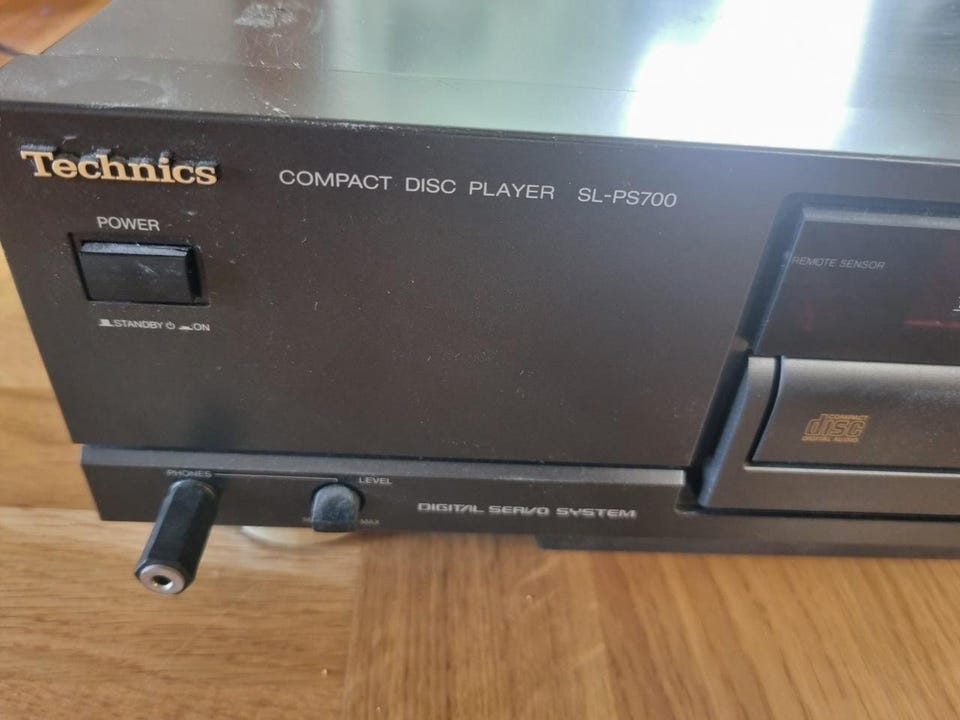 Technics
COMPACT DISC PLAYER SL-PS700
POWER
REMOTE SENSOR
STANDBY ⏻ ON
COMPACT
disc
DIGITAL AUDIO
PHONES
LEVEL
MAX
DIGITAL SERVO SYSTEM